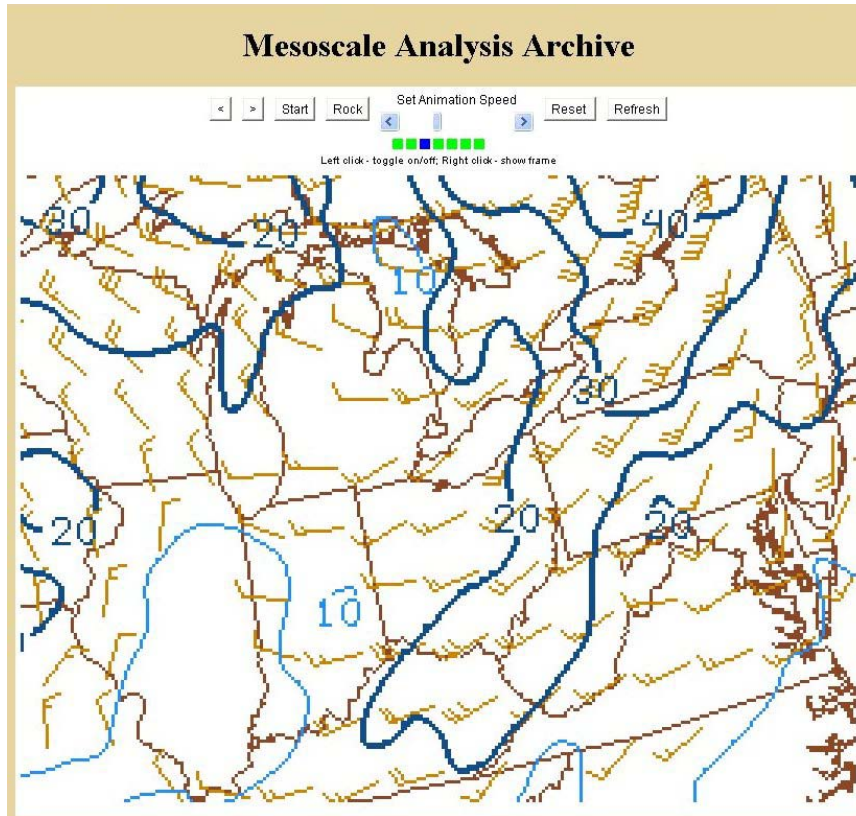 Mesoscale Analysis Archive
< > Start Rock Set Animation Speed < > Reset Refresh
Left click - toggle on/off; Right click - show frame
30 20 40
10
30
20 20 20
10